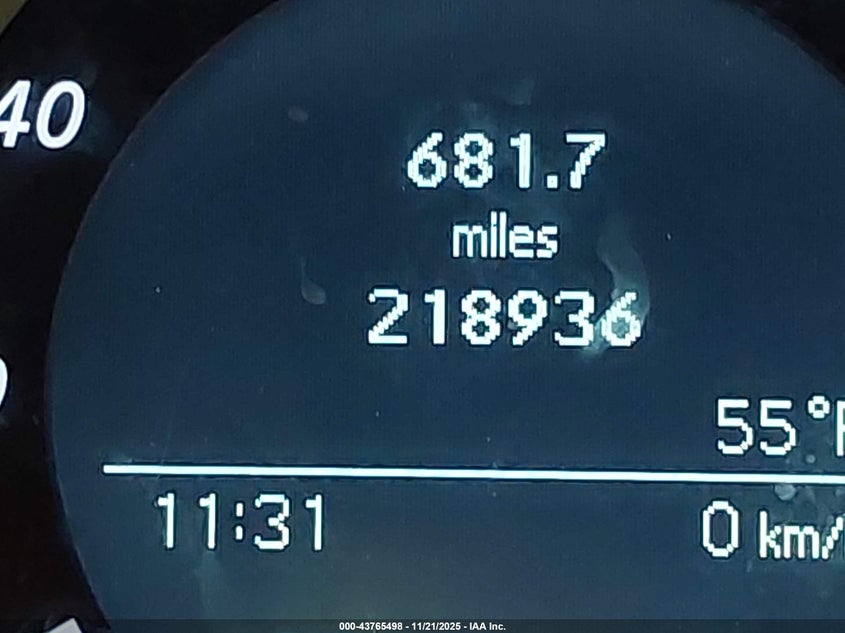 40
681.7
miles
218936
55°F
11:31
0 km/
000-43765498 - 11/21/2025 - IAA Inc.